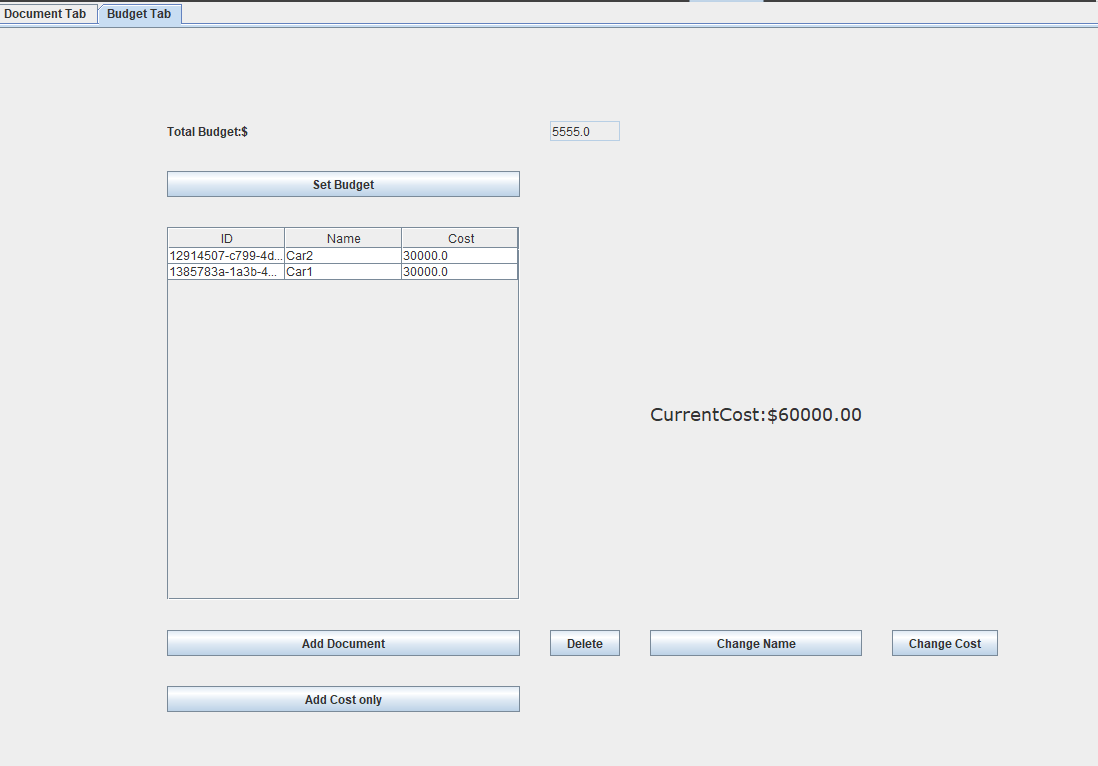 Document Tab Budget Tab
Total Budget:$ 5555.0
Set Budget
ID Name Cost
12914507-c799-4d... Car2 30000.0
1385783a-1a3b-4... Car1 30000.0
CurrentCost:$60000.00
Add Document Delete Change Name Change Cost
Add Cost only